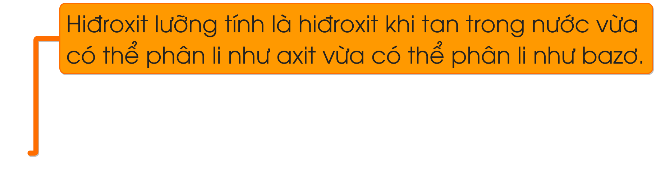 Hiđroxit lưỡng tính là hiđroxit khi tan trong nước vừa
có thể phân li như axit vừa có thể phân li như bazơ.